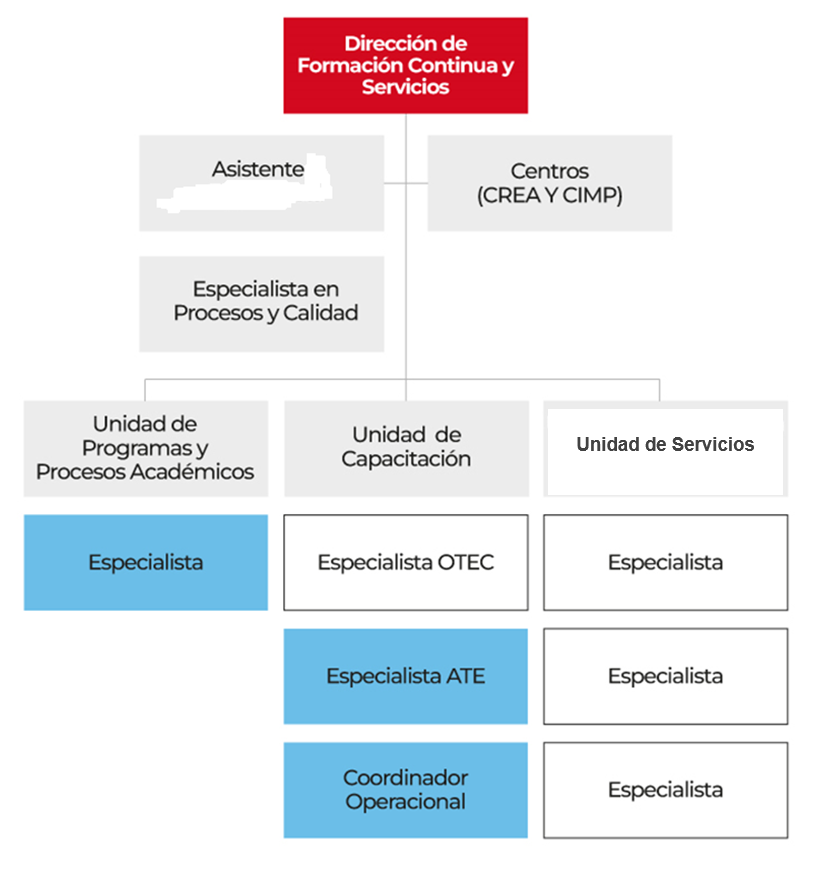 Dirección de
Formación Continua y
Servicios
Asistente
Centros
(CREA Y CIMP)
Especialista en
Procesos y Calidad
Unidad de
Programas y
Procesos Académicos
Unidad de
Capacitación
Unidad de Servicios
Especialista
Especialista OTEC
Especialista
Especialista ATE
Especialista
Coordinador
Operacional
Especialista